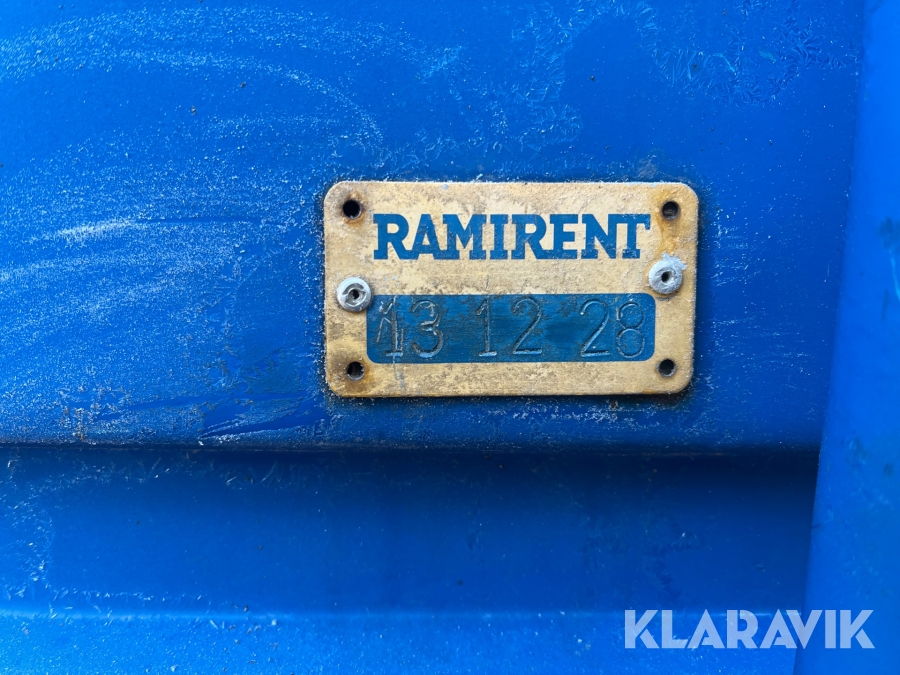 RAMIRENT
13 12 28
KLARAVIK